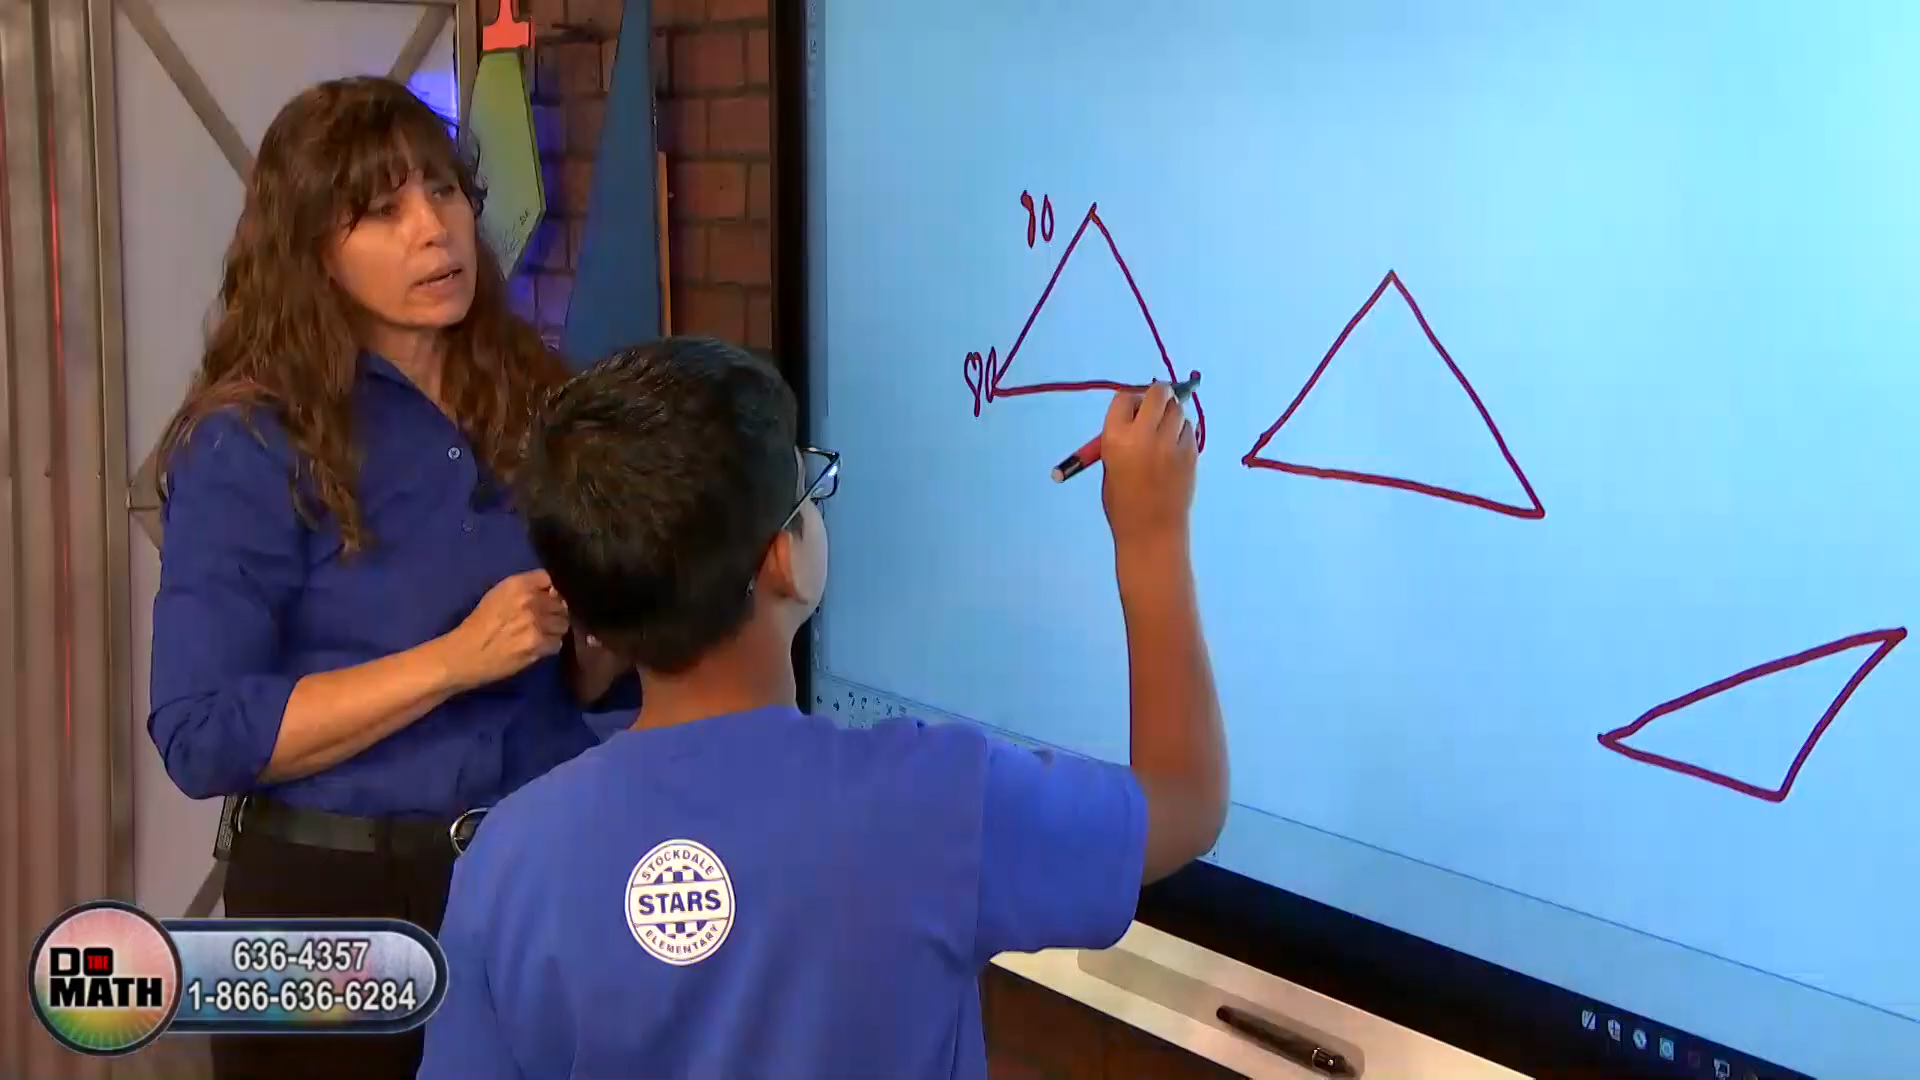 90
90
STOCKDALE
STARS
ELEMENTARY
DO THE
MATH
636-4357
1-866-636-6284